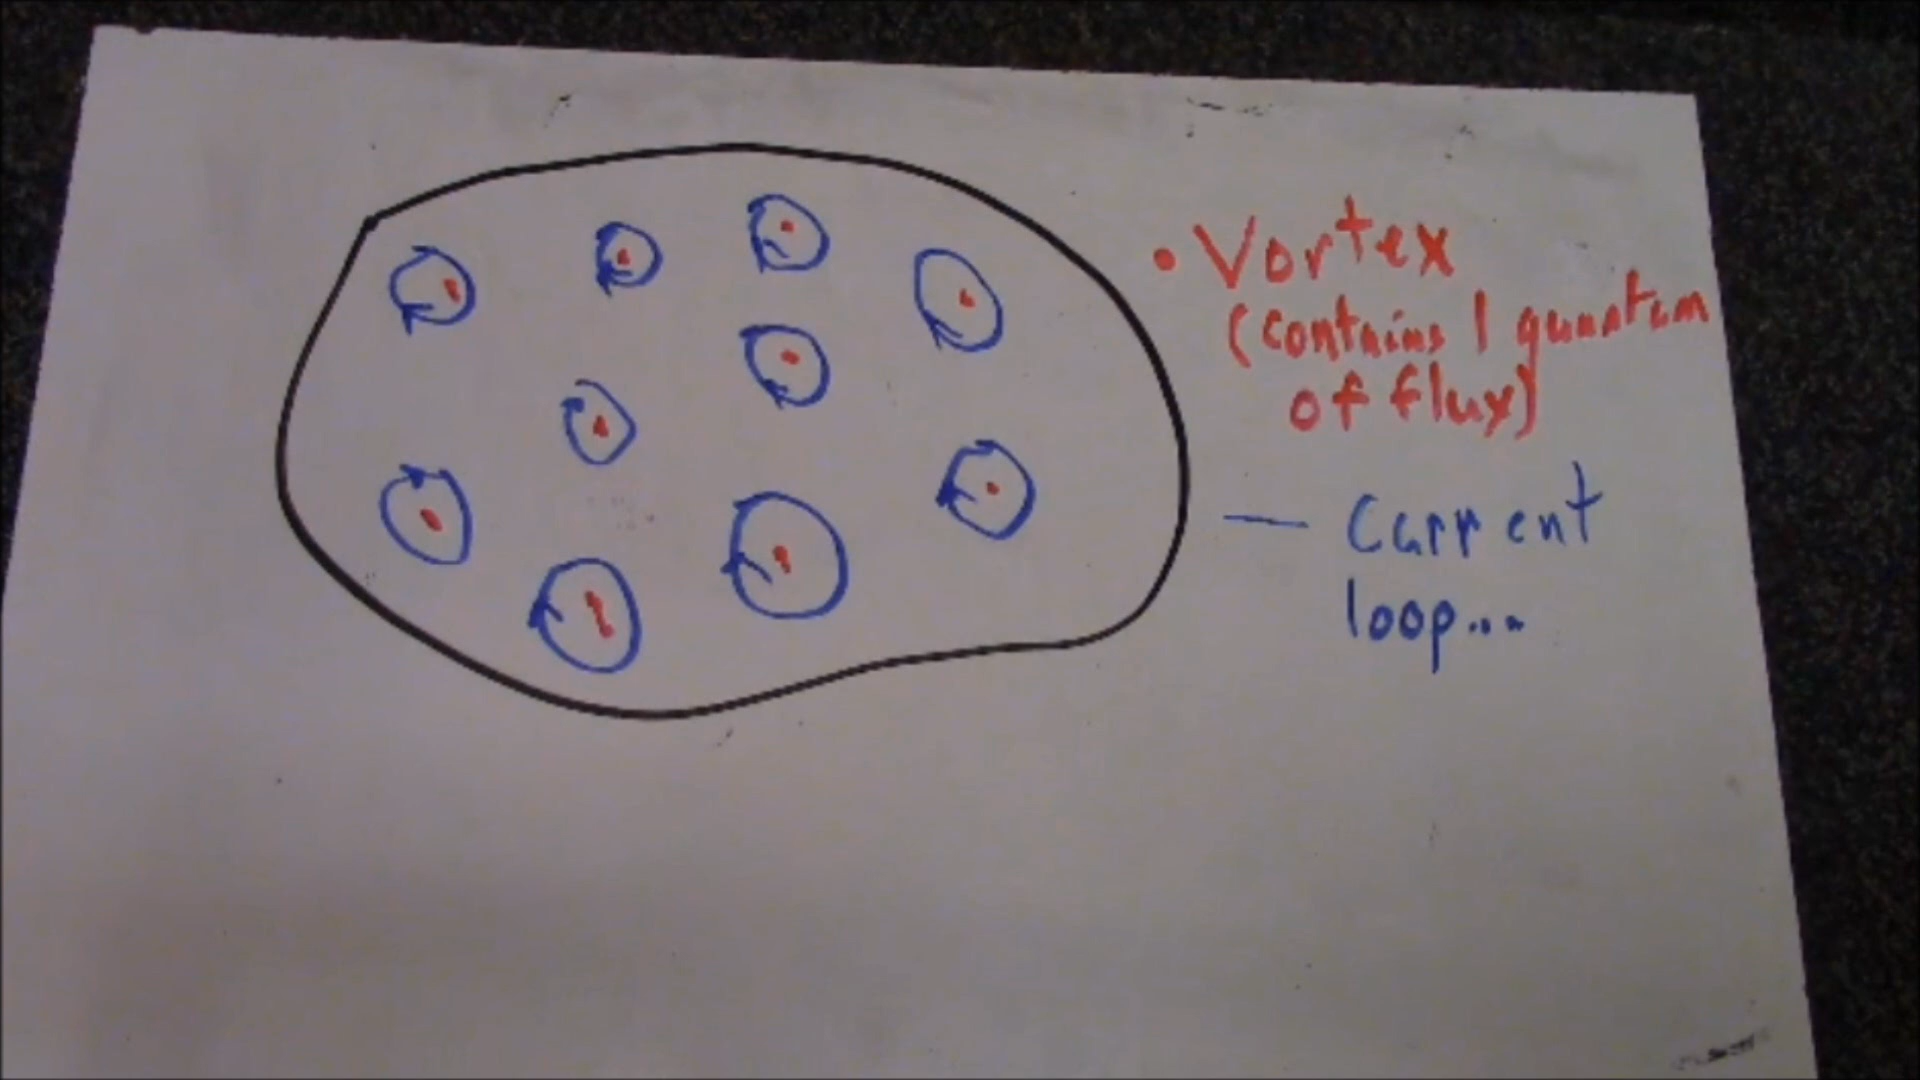 • Vortex
(contains 1 quantum
of flux)
— Current
loop...